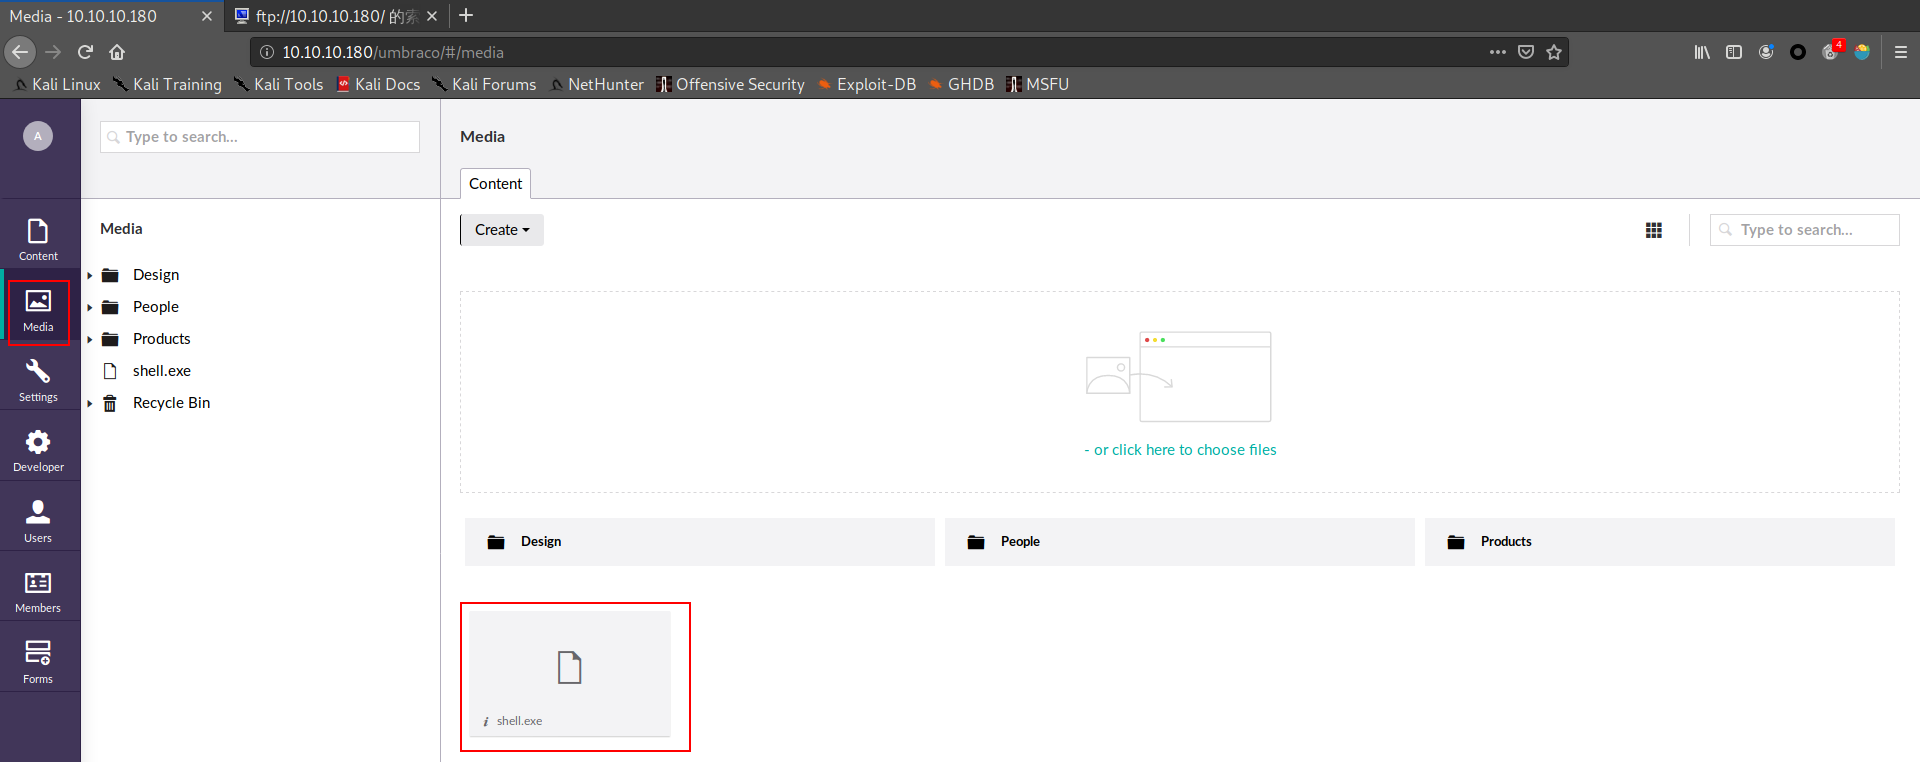 Media - 10.10.10.180
ftp://10.10.10.180/ 的索
10.10.10.180/umbraco/#/media
4
Kali Linux Kali Training Kali Tools Kali Docs Kali Forums NetHunter Offensive Security Exploit-DB GHDB MSFU
A
Type to search...
Media
Content
Create
Type to search...
Content
Media
Settings
Developer
Users
Members
Forms
Media
Design
People
Products
shell.exe
Recycle Bin
- or click here to choose files
Design People Products
i shell.exe